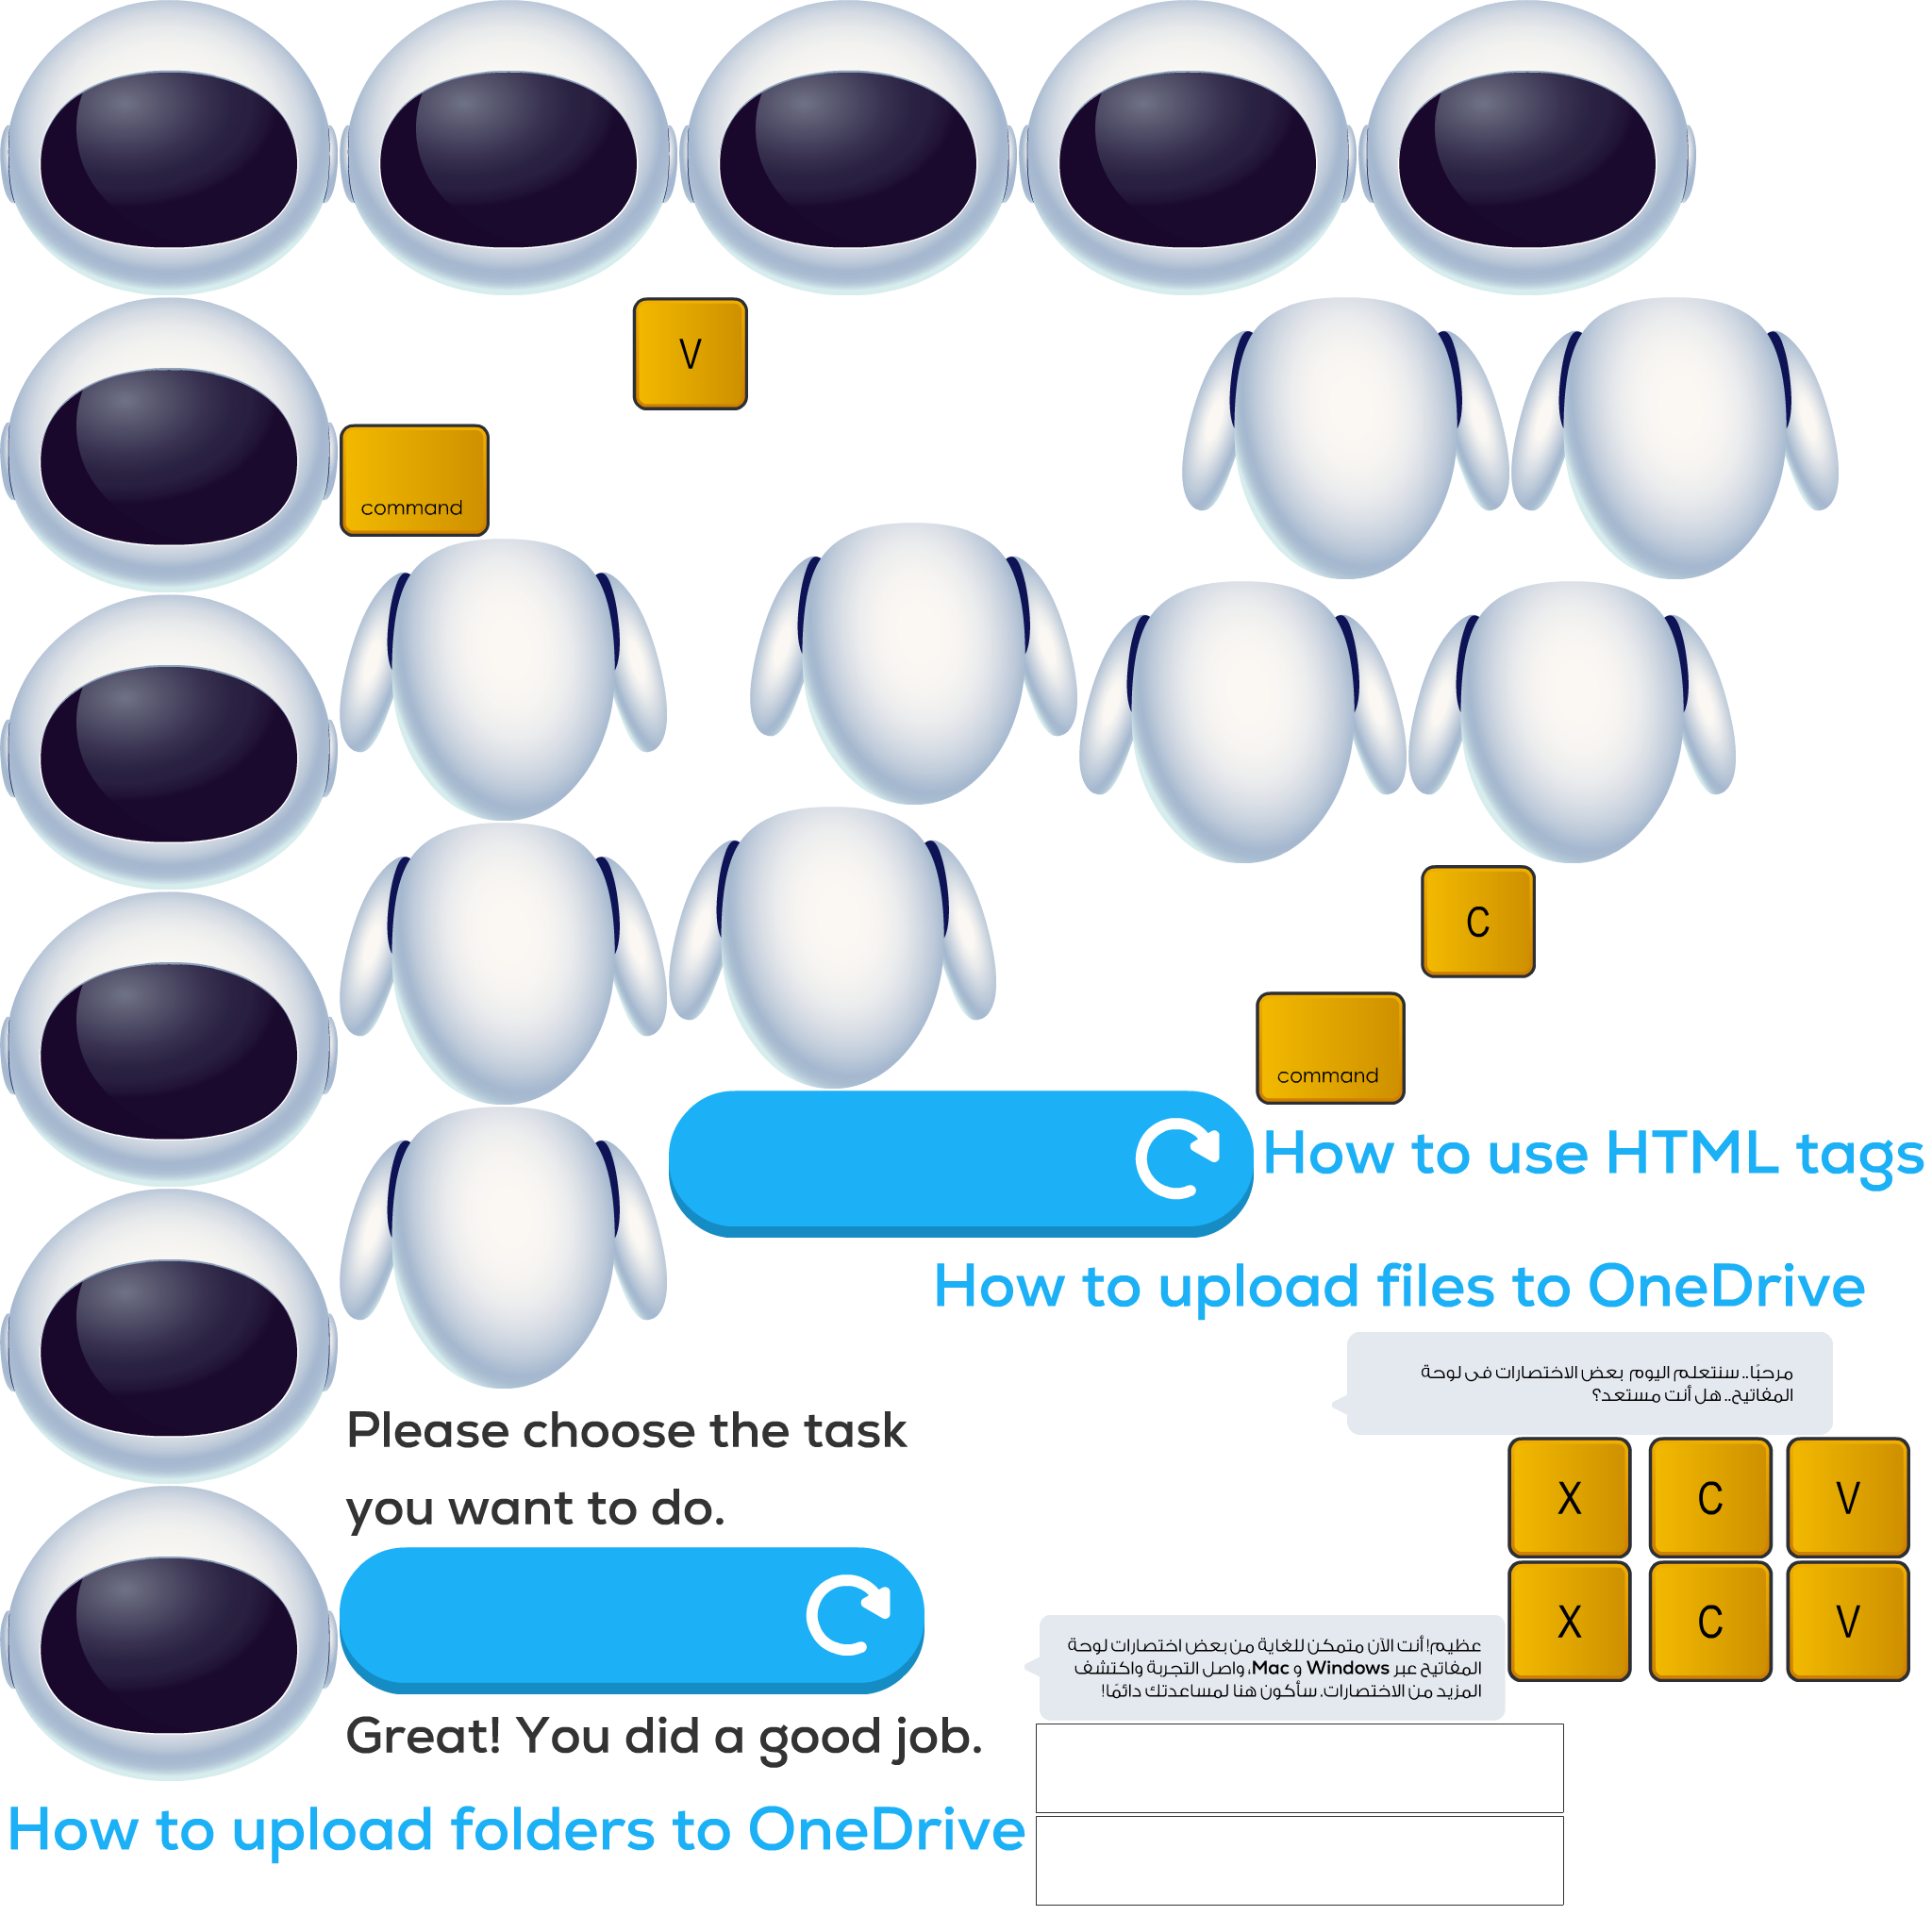 V
command
C
command
How to use HTML tags
How to upload files to OneDrive
مرحبًا.. سنتعلم اليوم بعض الاختصارات في لوحة
المفاتيح.. هل أنت مستعد؟
Please choose the task
you want to do.
X C V
X C V
عظيم! أنت الآن متمكن للغاية من بعض اختصارات لوحة
المفاتيح عبر Windows و Mac، واصل التجربة واكتشف
المزيد من الاختصارات. سأكون هنا لمساعدتك دائمًا!
Great! You did a good job.
How to upload folders to OneDrive